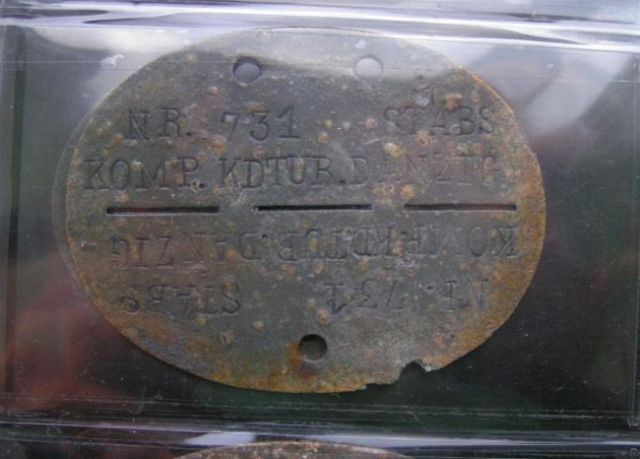 NR. 731 STABS
KOMP. KDTUR. DANZIG
KOMP. KDTUR. DANZIG
NR. 731 STABS